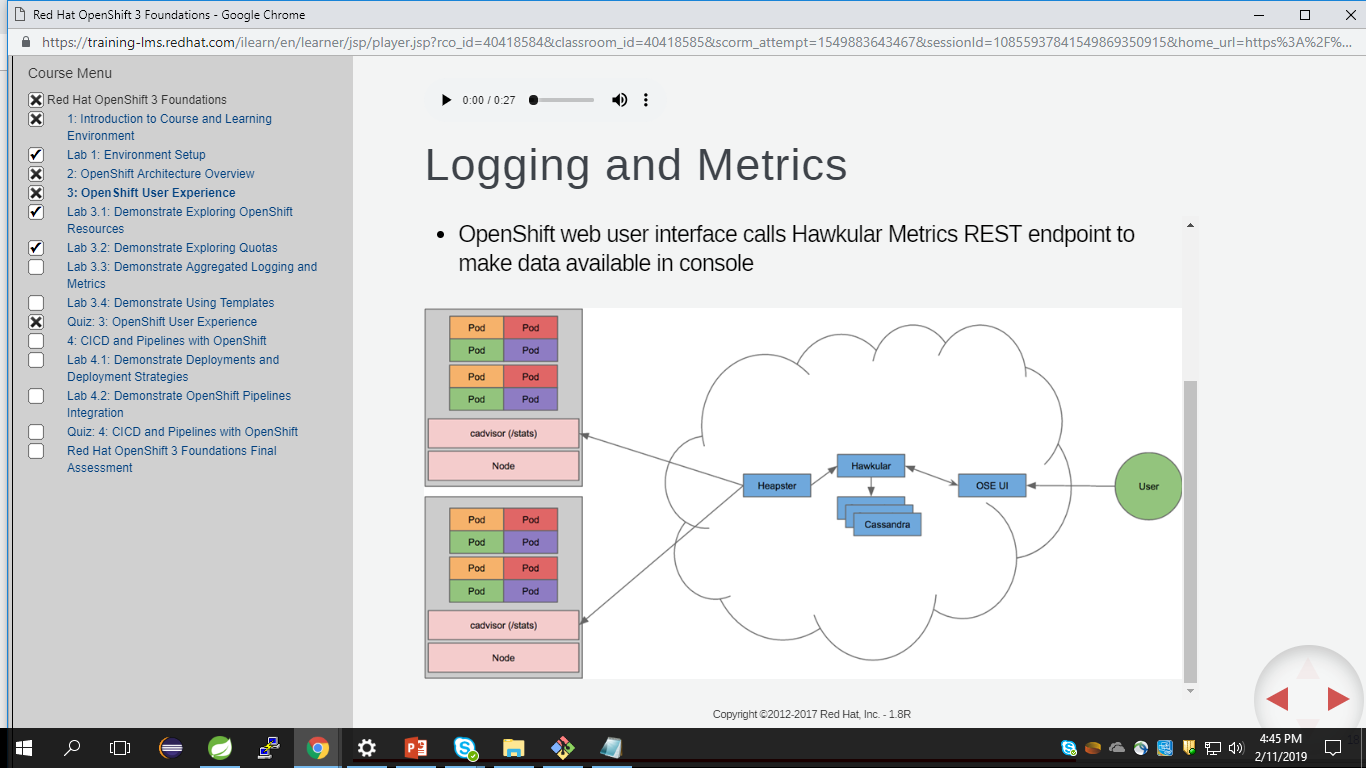 Red Hat OpenShift 3 Foundations - Google Chrome
https://training-lms.redhat.com/ilearn/en/learner/jsp/player.jsp?rco_id=40418584&classroom_id=40418585&scorm_attempt=1549883643467&sessionId=10855937841549869350915&home_url=https%3A%2F%...
Course Menu
Red Hat OpenShift 3 Foundations
1: Introduction to Course and Learning
Environment
Lab 1: Environment Setup
2: OpenShift Architecture Overview
3: OpenShift User Experience
Lab 3.1: Demonstrate Exploring OpenShift
Resources
Lab 3.2: Demonstrate Exploring Quotas
Lab 3.3: Demonstrate Aggregated Logging and
Metrics
Lab 3.4: Demonstrate Using Templates
Quiz: 3: OpenShift User Experience
4: CICD and Pipelines with OpenShift
Lab 4.1: Demonstrate Deployments and
Deployment Strategies
Lab 4.2: Demonstrate OpenShift Pipelines
Integration
Quiz: 4: CICD and Pipelines with OpenShift
Red Hat OpenShift 3 Foundations Final
Assessment
0:00 / 0:27
Logging and Metrics
• OpenShift web user interface calls Hawkular Metrics REST endpoint to
make data available in console
Pod Pod
Pod Pod
Pod Pod
Pod Pod
cadvisor (/stats)
Node
Pod Pod
Pod Pod
Pod Pod
Pod Pod
cadvisor (/stats)
Node
Heapster
Hawkular
Cassandra
OSE UI
User
Copyright ©2012-2017 Red Hat, Inc. - 1.8R
4:45 PM
2/11/2019